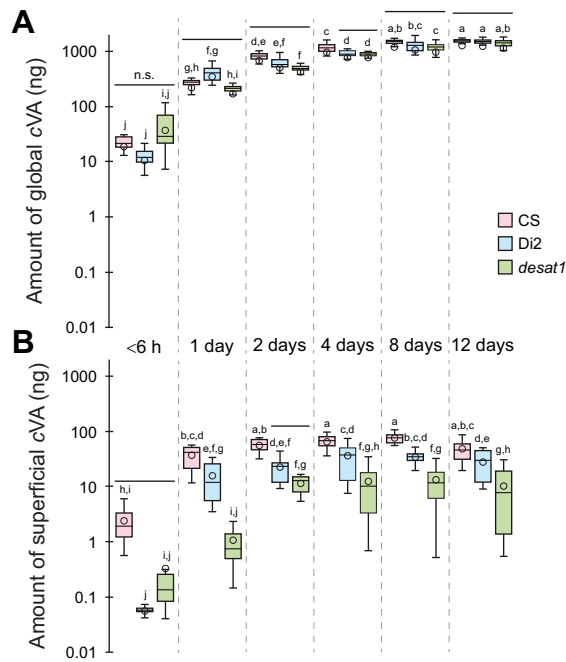 A
Amount of global cVA (ng)
1000
100
10
1
0.1
0.01
n.s.
j
j
i,j
g,h
f,g
h,i
d,e
e,f
f
c
d
d
a,b
b,c
c
a
a
a,b
CS
Di2
desat1
<6 h
1 day
2 days
4 days
8 days
12 days
B
Amount of superficial cVA (ng)
1000
100
10
1
0.1
0.01
h,i
j
i,j
b,c,d
e,f,g
i,j
a,b
d,e,f
f,g
a
c,d
f,g,h
a
b,c,d
f,g
a,b,c
d,e
g,h